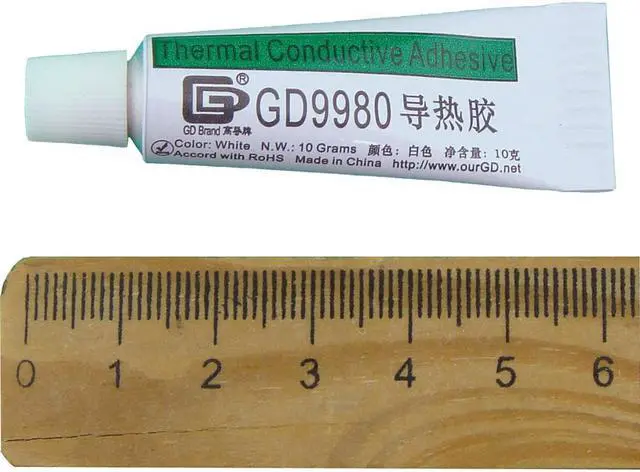 Thermal Conductive Adhesive
®
GD GD9980 导热胶
GD Brand 高导牌
Color: White N.W.: 10 Grams 颜色：白色 净含量：10克
Accord with RoHS Made in China http://www.ourGD.net
0 1 2 3 4 5 6